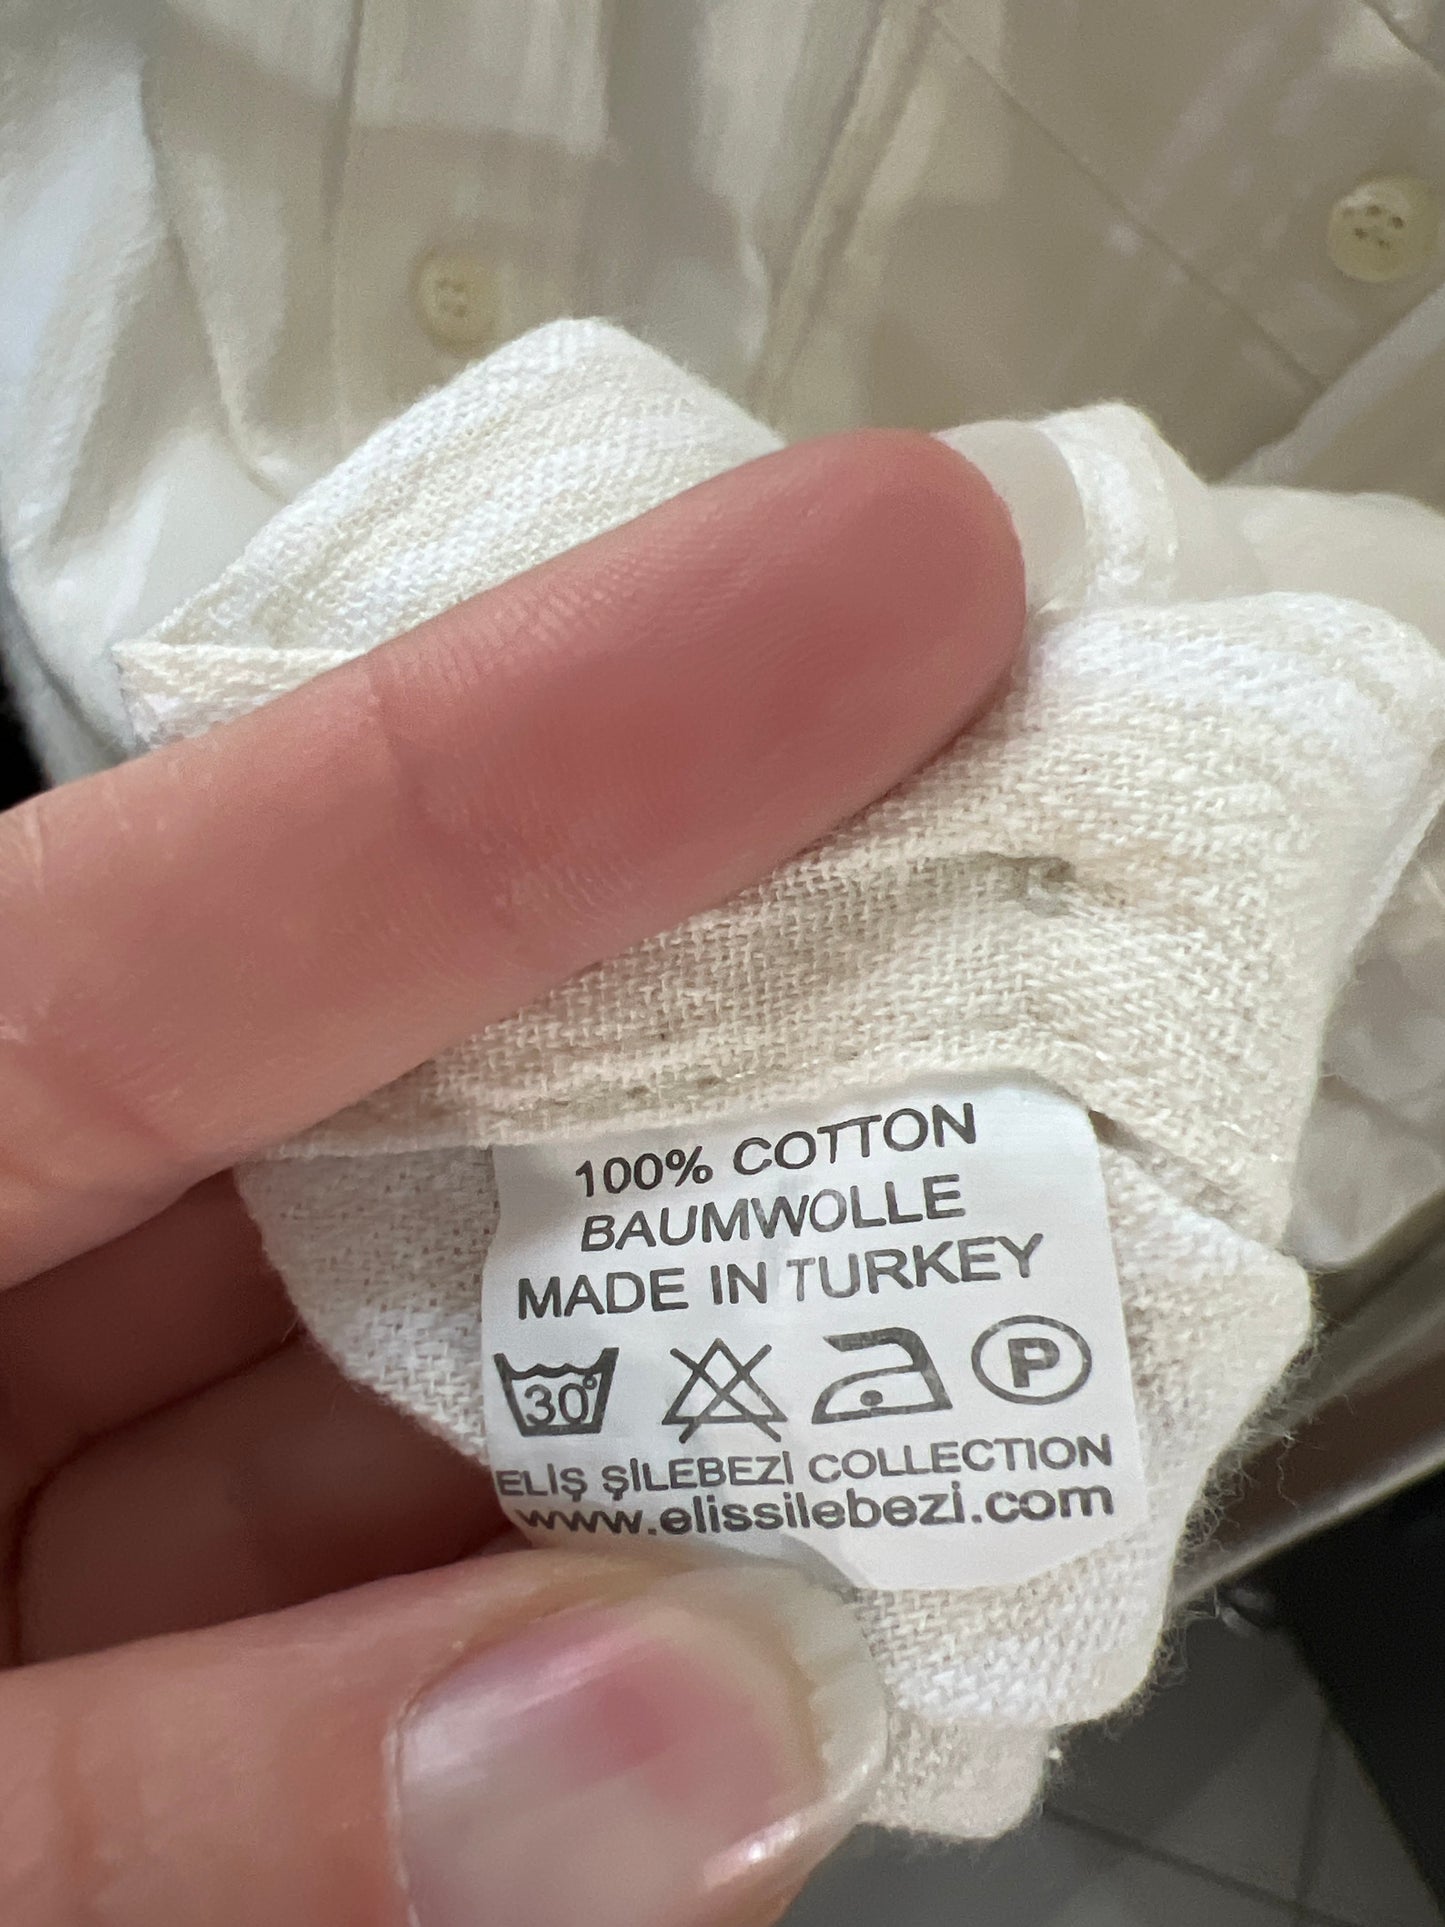 100% COTTON
BAUMWOLLE
MADE IN TURKEY
30° P
ELİŞ ŞİLEBEZİ COLLECTION
www.elissilebezi.com